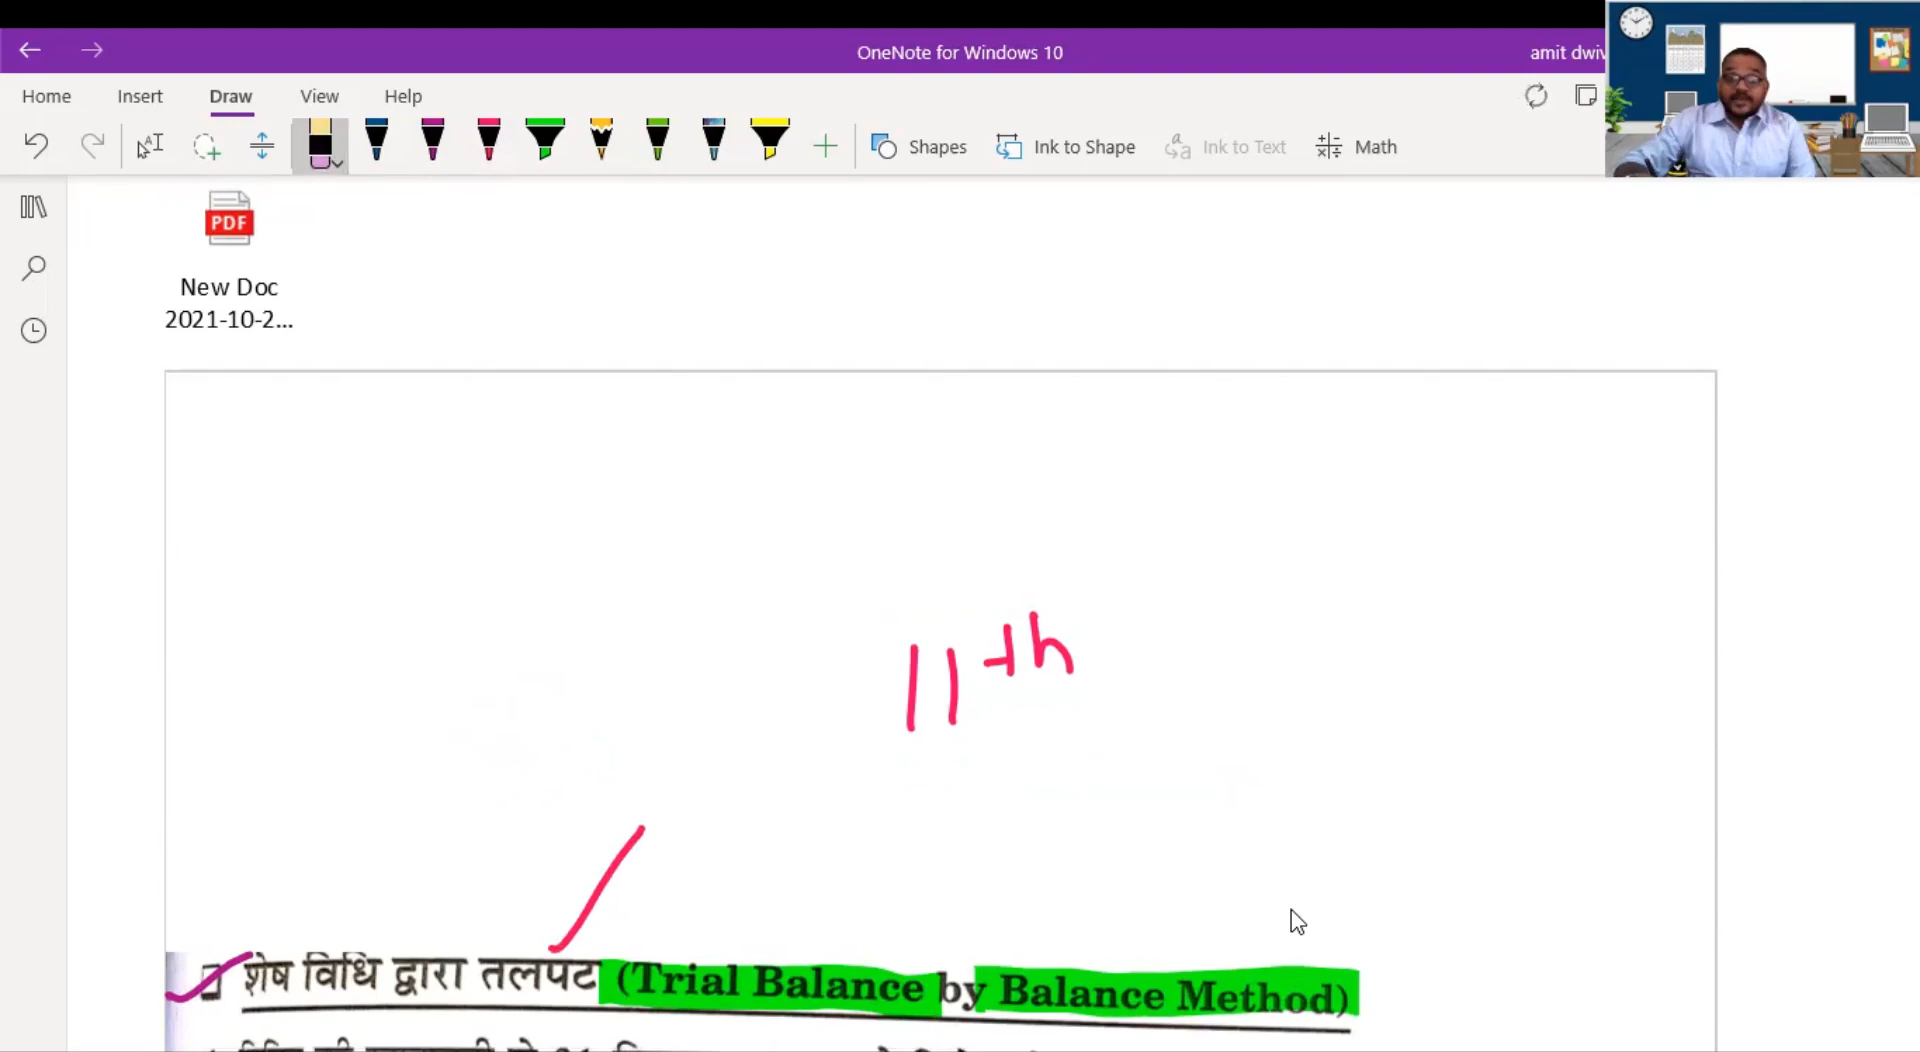 OneNote for Windows 10
amit dwiv
Home Insert Draw View Help
Shapes Ink to Shape Ink to Text Math
PDF
New Doc
2021-10-2...
11th
शेष विधि द्वारा तलपट (Trial Balance by Balance Method)